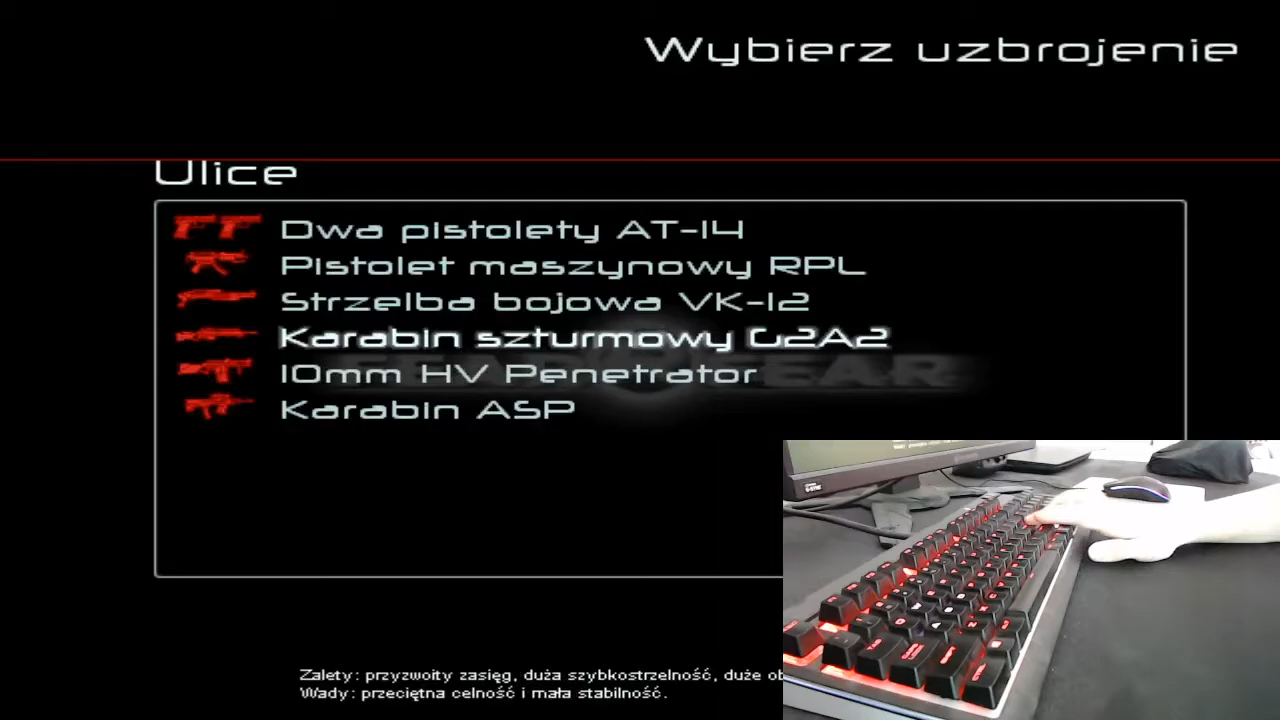 Wybierz uzbrojenie
Ulice
Dwa pistolety AT-14
Pistolet maszynowy RPL
Strzelba bojowa VK-12
Karabin szturmowy G2A2
10mm HV Penetrator
Karabin ASP
Zalety: przyzwoity zasięg, duża szybkostrzelność, duże
Wady: przeciętna celność i mała stabilność.